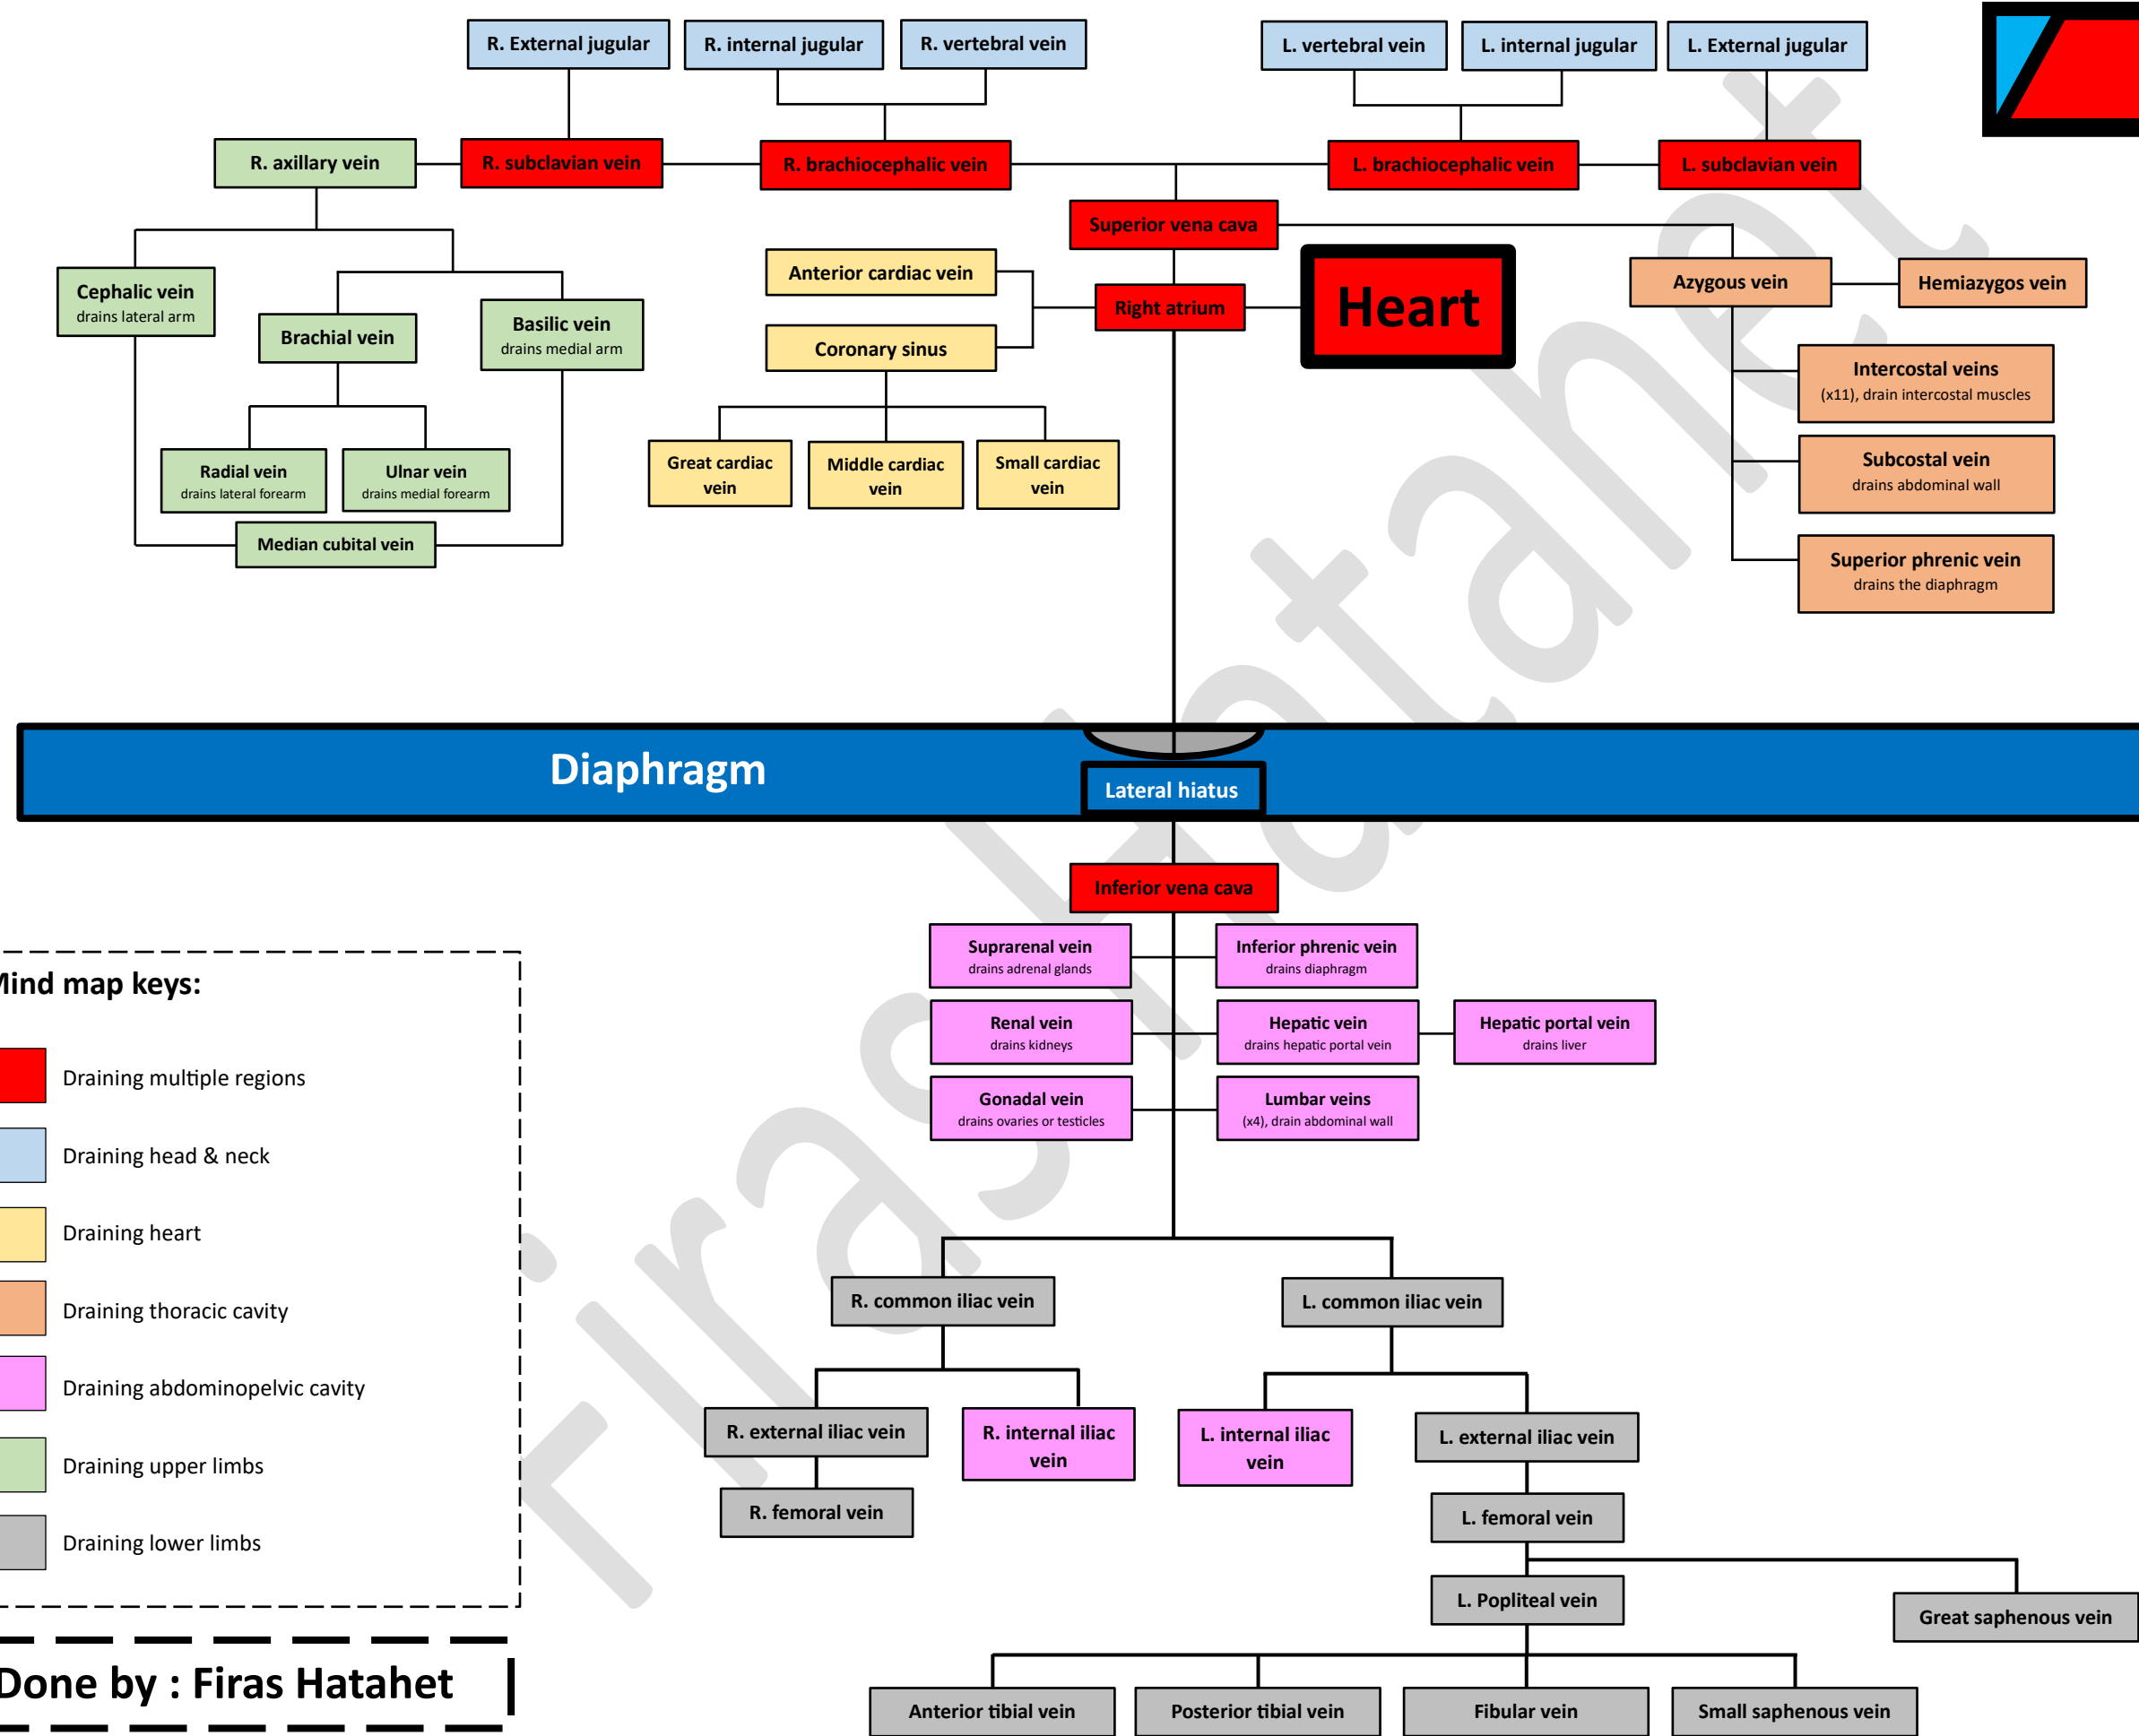 R. External jugular
R. internal jugular
R. vertebral vein
L. vertebral vein
L. internal jugular
L. External jugular
R. axillary vein
R. subclavian vein
R. brachiocephalic vein
L. brachiocephalic vein
L. subclavian vein
Superior vena cava
Anterior cardiac vein
Right atrium
Heart
Coronary sinus
Azygous vein
Hemiazygos vein
Cephalic vein
drains lateral arm
Brachial vein
Basilic vein
drains medial arm
Intercostal veins
(x11), drain intercostal muscles
Subcostal vein
drains abdominal wall
Superior phrenic vein
drains the diaphragm
Radial vein
drains lateral forearm
Ulnar vein
drains medial forearm
Median cubital vein
Great cardiac
vein
Middle cardiac
vein
Small cardiac
vein
Diaphragm
Lateral hiatus
Inferior vena cava
Suprarenal vein
drains adrenal glands
Inferior phrenic vein
drains diaphragm
Renal vein
drains kidneys
Hepatic vein
drains hepatic portal vein
Hepatic portal vein
drains liver
Gonadal vein
drains ovaries or testicles
Lumbar veins
(x4), drain abdominal wall
Mind map keys:
Draining multiple regions
Draining head & neck
Draining heart
Draining thoracic cavity
Draining abdominopelvic cavity
Draining upper limbs
Draining lower limbs
R. common iliac vein
L. common iliac vein
R. external iliac vein
R. internal iliac
vein
L. internal iliac
vein
L. external iliac vein
R. femoral vein
L. femoral vein
L. Popliteal vein
Great saphenous vein
Anterior tibial vein
Posterior tibial vein
Fibular vein
Small saphenous vein
Done by : Firas Hatahet
Firas Hatahet